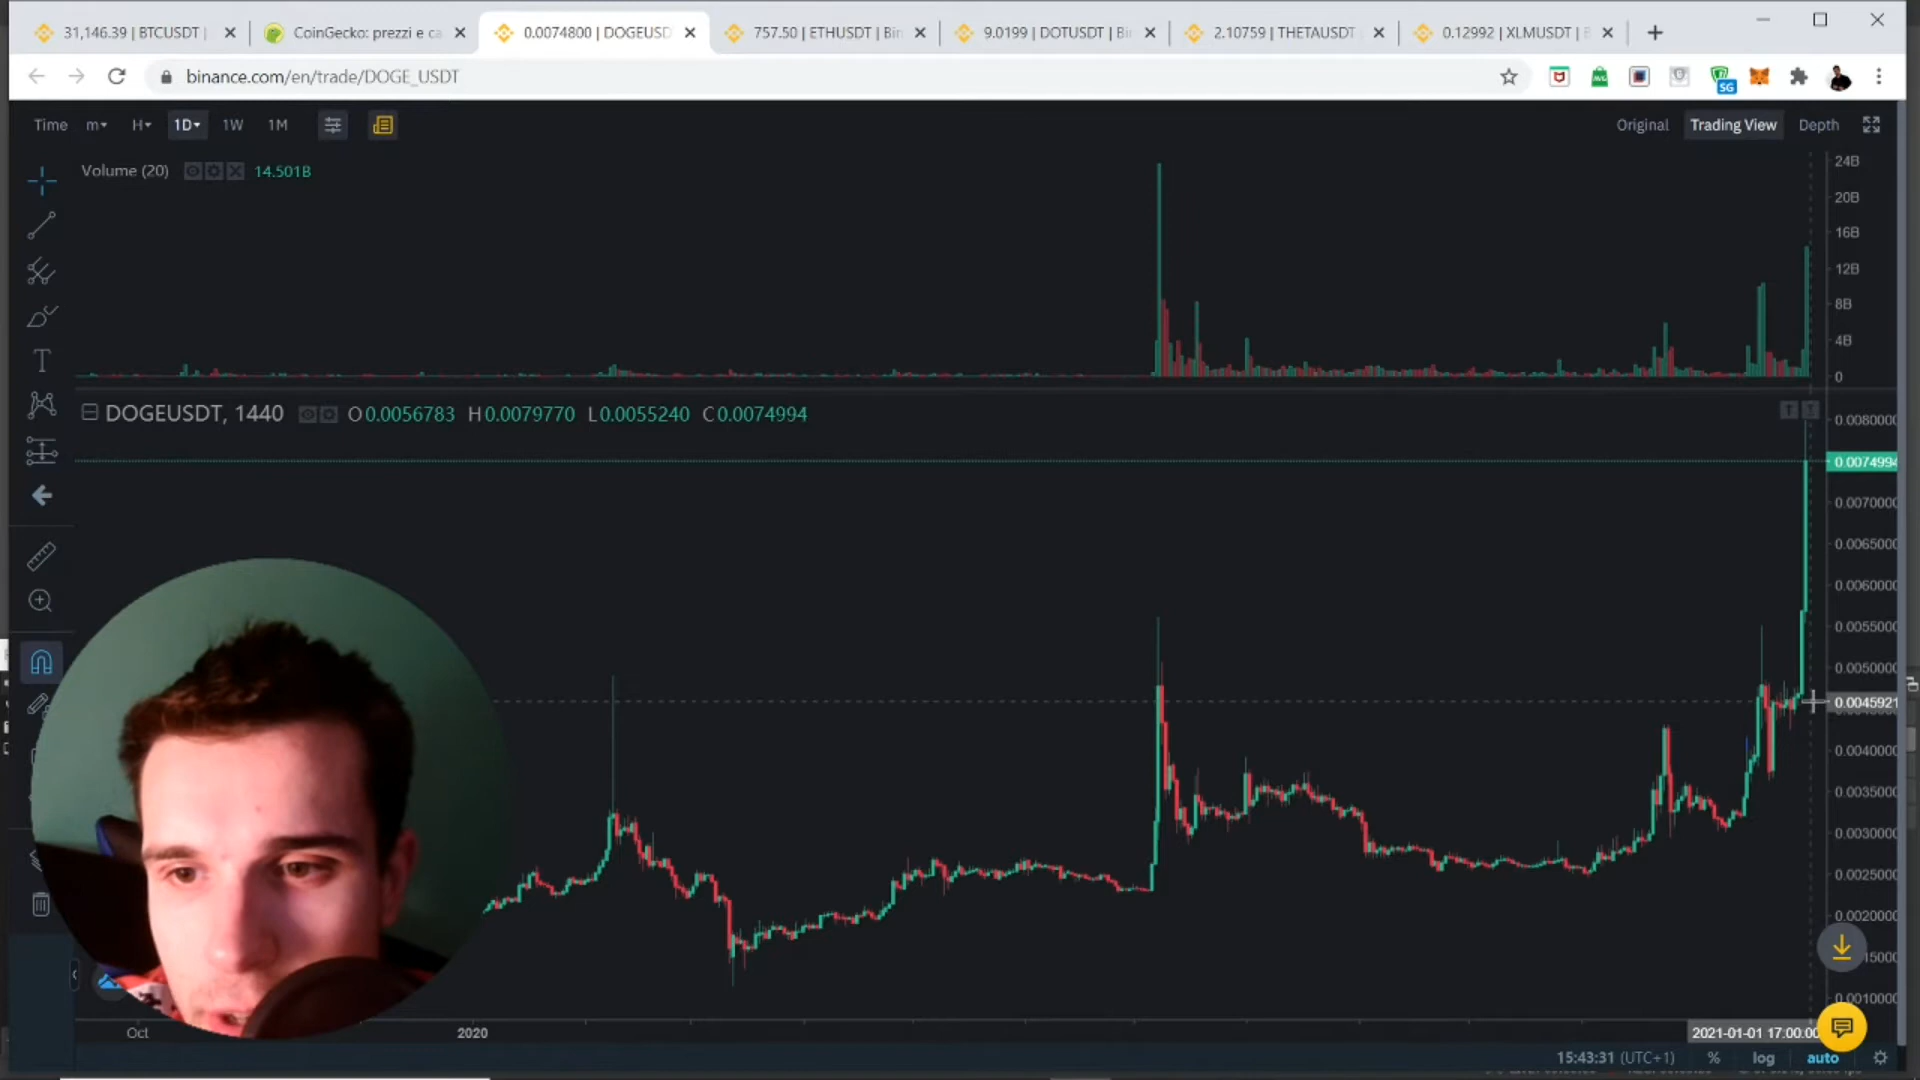 31,146.39 | BTCUSDT |
CoinGecko: prezzi e ca
0.0074800 | DOGEUSD
757.50 | ETHUSDT | Bin
9.0199 | DOTUSDT | Bi
2.10759 | THETAUSDT
0.12992 | XLMUSDT | B
binance.com/en/trade/DOGE_USDT
SG
Time m H 1D 1W 1M
Original Trading View Depth
Volume (20) 14.501B
24B
20B
16B
12B
8B
4B
0
DOGEUSDT, 1440 O0.0056783 H0.0079770 L0.0055240 C0.0074994
0.0080000
0.0074994
0.0070000
0.0065000
0.0060000
0.0055000
0.0050000
0.0045921
0.0040000
0.0035000
0.0030000
0.0025000
0.0020000
15000
0.0010000
Oct
2020
2021-01-01 17:00:00
15:43:31 (UTC+1) % log auto